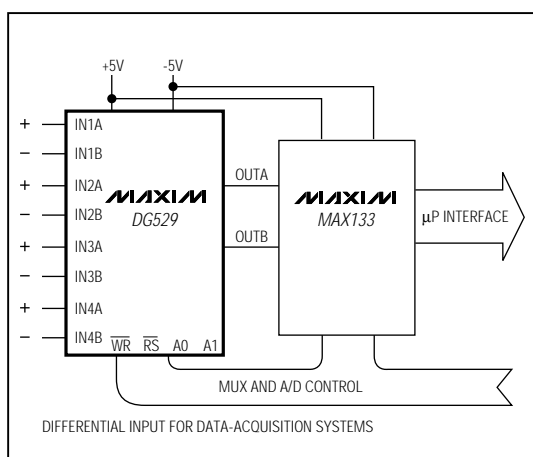 +5V -5V
+ IN1A
− IN1B
+ IN2A
− IN2B
+ IN3A
− IN3B
+ IN4A
− IN4B
MAXIM
DG529
WR RS A0 A1
OUTA
OUTB
MAXIM
MAX133
µP INTERFACE
MUX AND A/D CONTROL
DIFFERENTIAL INPUT FOR DATA-ACQUISITION SYSTEMS